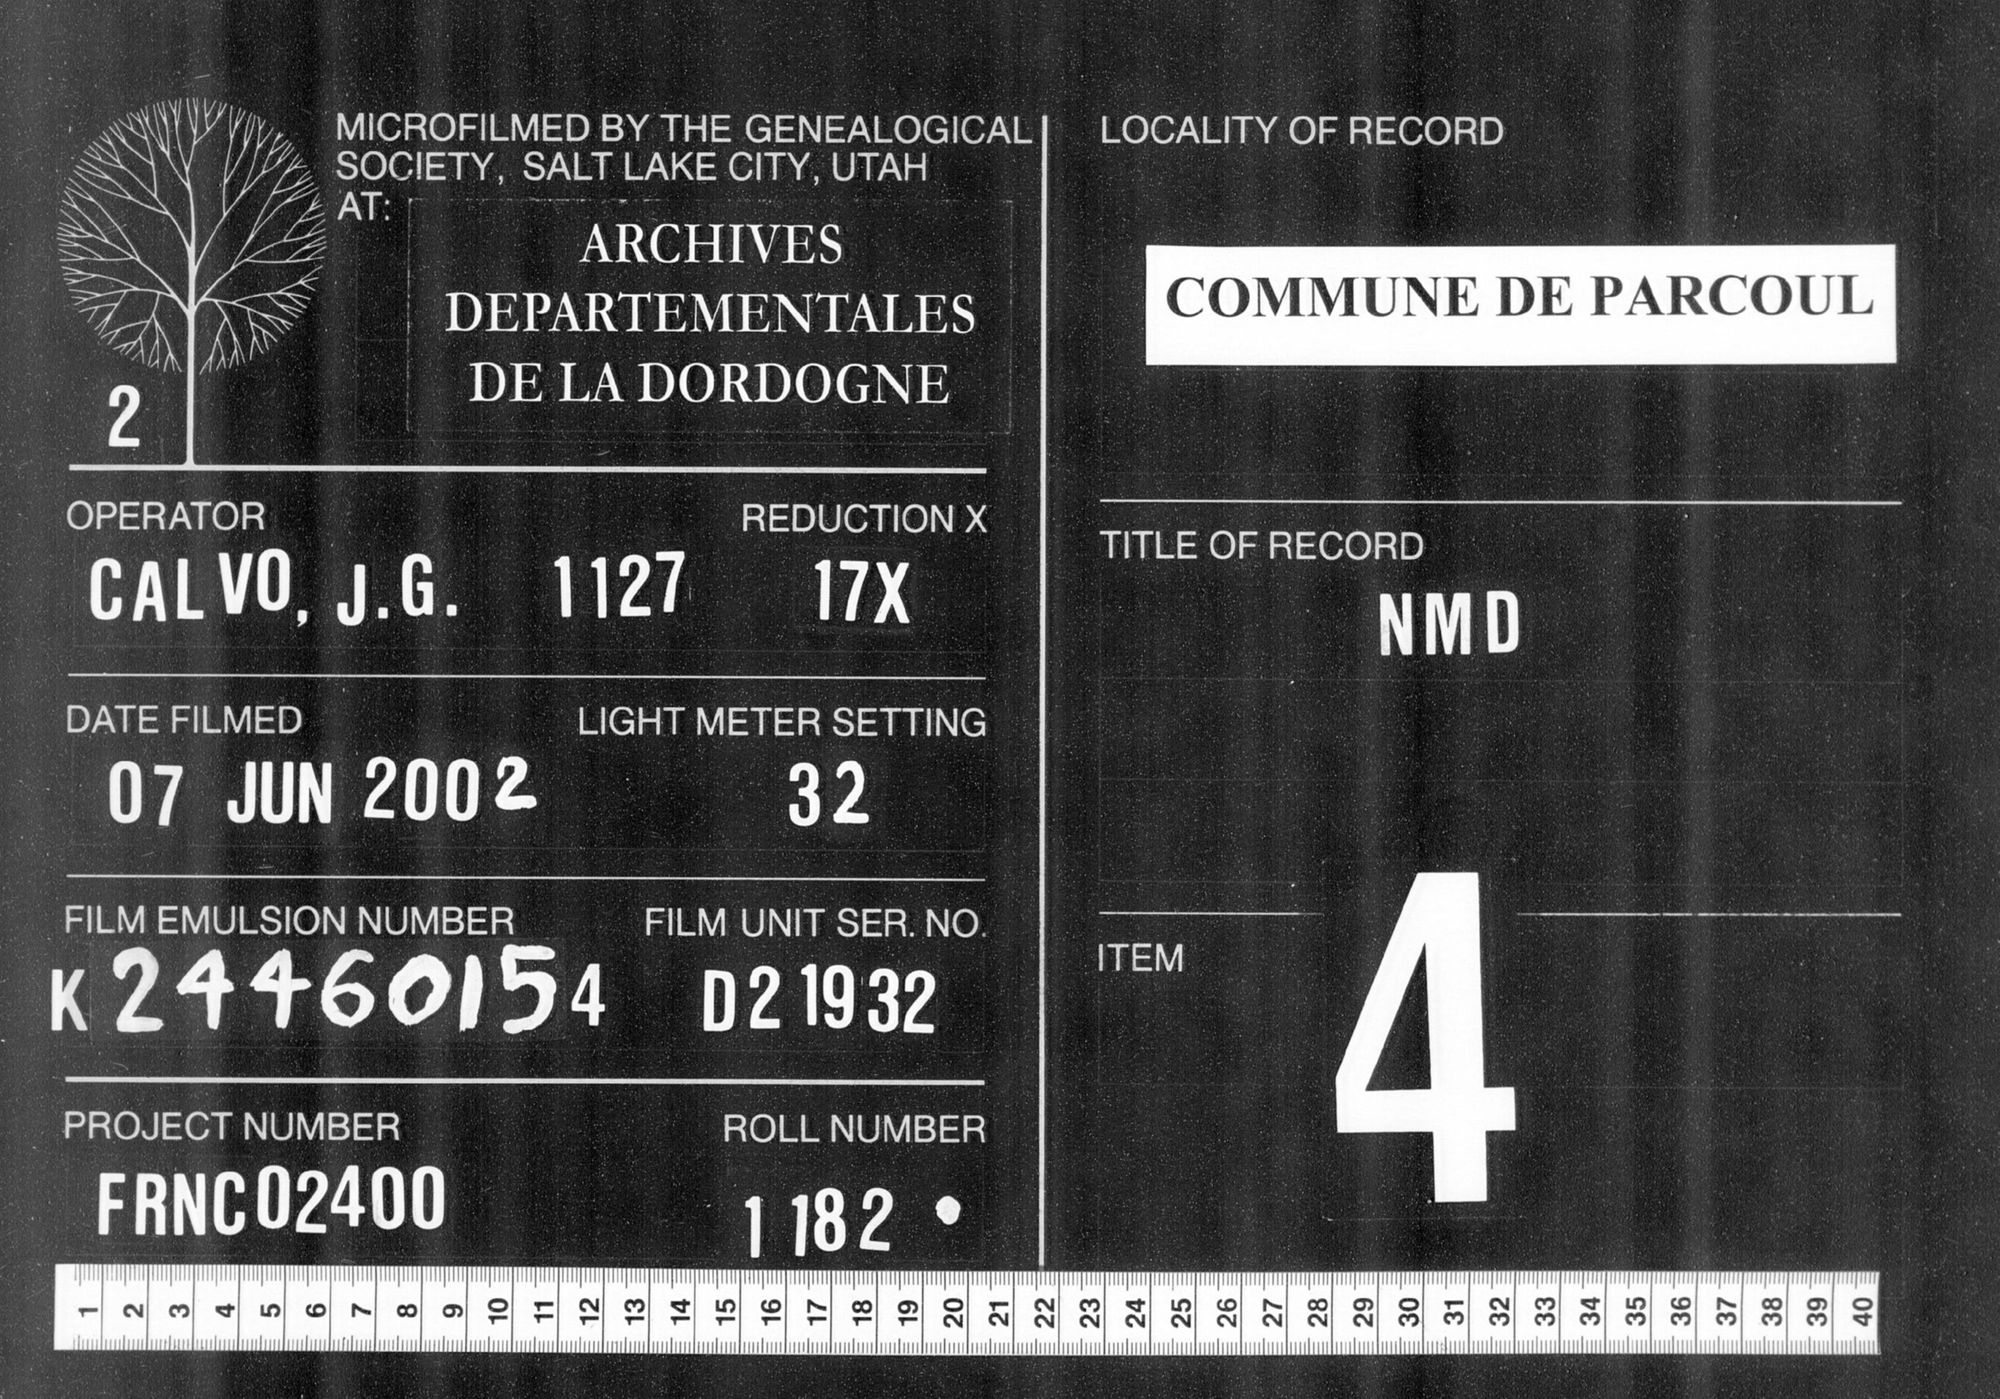 MICROFILMED BY THE GENEALOGICAL
SOCIETY, SALT LAKE CITY, UTAH
AT:
ARCHIVES
DEPARTEMENTALES
DE LA DORDOGNE
2
OPERATOR REDUCTION X
CALVO, J.G. 1127 17X
DATE FILMED LIGHT METER SETTING
07 JUN 2002 32
FILM EMULSION NUMBER FILM UNIT SER. NO.
K 24460154 D2 1932
PROJECT NUMBER ROLL NUMBER
FRNC02400 1182 •
LOCALITY OF RECORD
COMMUNE DE PARCOUL
TITLE OF RECORD
NMD
ITEM
4
1 2 3 4 5 6 7 8 9 10 11 12 13 14 15 16 17 18 19 20 21 22 23 24 25 26 27 28 29 30 31 32 33 34 35 36 37 38 39 40